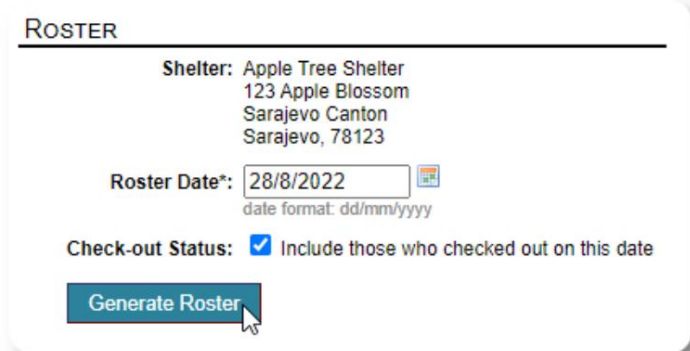 ROSTER
Shelter: Apple Tree Shelter
123 Apple Blossom
Sarajevo Canton
Sarajevo, 78123
Roster Date*: 28/8/2022
date format: dd/mm/yyyy
Check-out Status: Include those who checked out on this date
Generate Roster